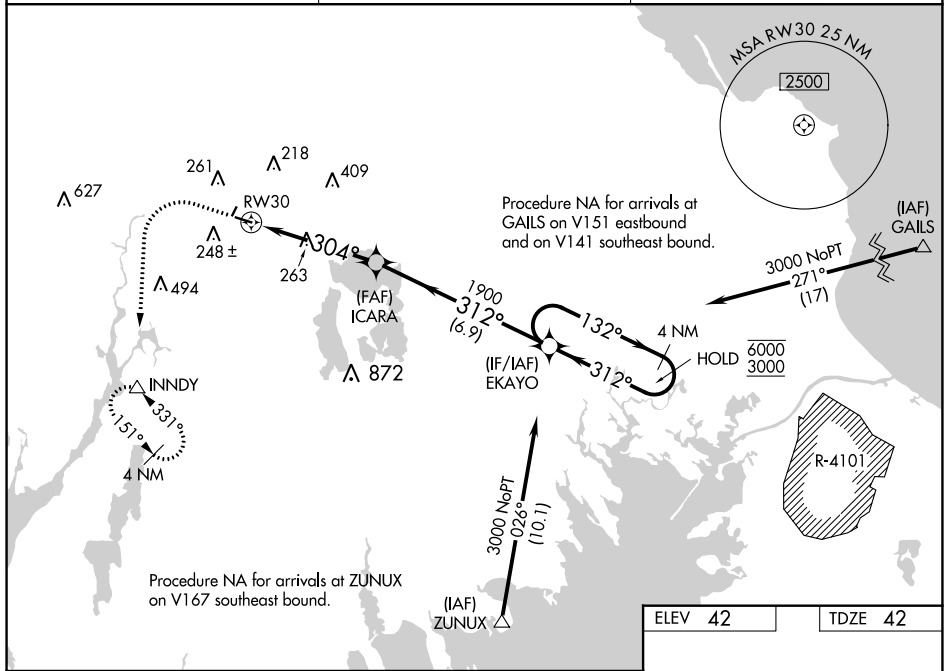 MSA RW30 25 NM
2500
627
261
218
409
RW30
248 ±
263
304°
(FAF)
ICARA
494
872
1900
312°
(6.9)
Procedure NA for arrivals at
GAILS on V151 eastbound
and on V141 southeast bound.
(IAF)
GAILS
3000 NoPT
271°
(17)
132°
4 NM
312°
HOLD
6000
3000
(IF/IAF)
EKAYO
INNDY
331°
151°
4 NM
R-4101
3000 NoPT
026°
(10.1)
Procedure NA for arrivals at ZUNUX
on V167 southeast bound.
(IAF)
ZUNUX
ELEV 42
TDZE 42